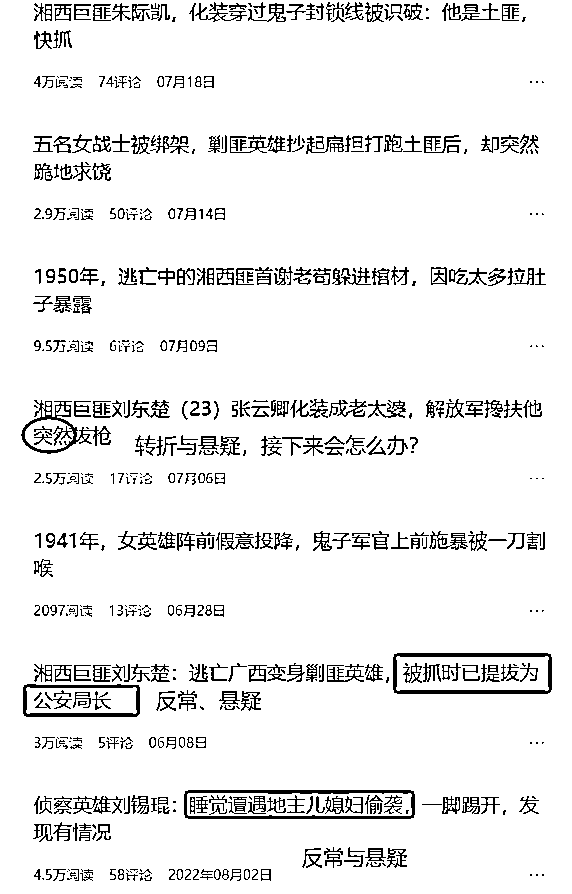 湘西巨匪朱际凯，化装穿过鬼子封锁线被识破：他是土匪，
快抓
4万阅读 74评论 07月18日 ...
五名女战士被绑架，剿匪英雄抄起扁担打跑土匪后，却突然
跪地求饶
2.9万阅读 50评论 07月14日 ...
1950年，逃亡中的湘西匪首谢老苟躲进棺材，因吃太多拉肚
子暴露
9.5万阅读 6评论 07月09日 ...
湘西巨匪刘东楚（23）张云卿化装成老太婆，解放军搀扶他
突然拔枪 转折与悬疑，接下来会怎么办？
2.5万阅读 17评论 07月06日 ...
1941年，女英雄阵前假意投降，鬼子军官上前施暴被一刀割
喉
2097阅读 13评论 06月28日 ...
湘西巨匪刘东楚：逃亡广西变身剿匪英雄，被抓时已提拔为
公安局长 反常、悬疑
3万阅读 5评论 06月08日 ...
侦察英雄刘锡琨：睡觉遭遇地主儿媳妇偷袭，一脚踢开，发
现有情况
反常与悬疑
4.5万阅读 58评论 2022年08月02日 ...